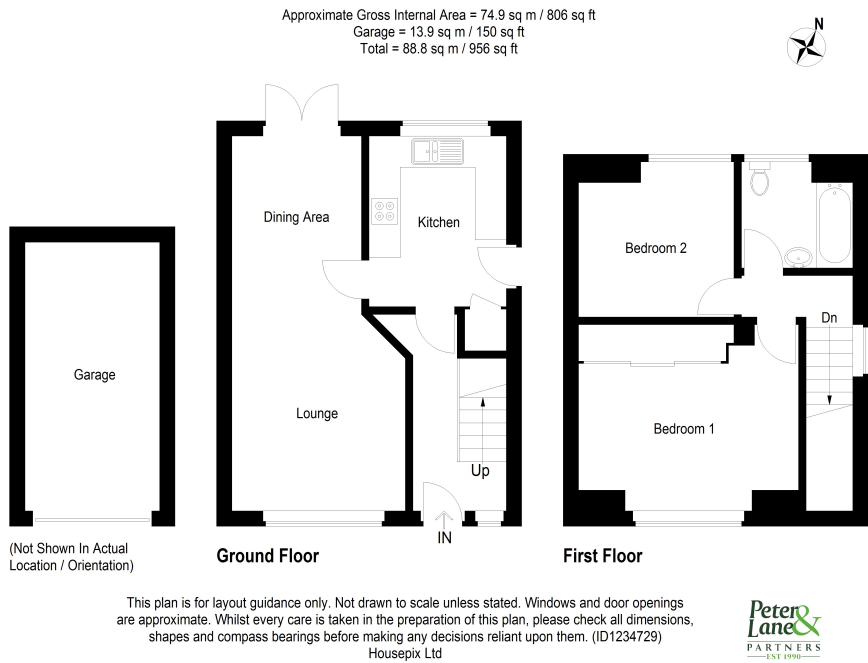 Approximate Gross Internal Area = 74.9 sq m / 806 sq ft
Garage = 13.9 sq m / 150 sq ft
Total = 88.8 sq m / 956 sq ft
N
Dining Area
Kitchen
Bedroom 2
Dn
Garage
Lounge
Bedroom 1
Up
IN
(Not Shown In Actual
Location / Orientation)
Ground Floor
First Floor
This plan is for layout guidance only. Not drawn to scale unless stated. Windows and door openings
are approximate. Whilst every care is taken in the preparation of this plan, please check all dimensions,
shapes and compass bearings before making any decisions reliant upon them. (ID1234729)
Housepix Ltd
Peter &
Lane
PARTNERS
EST 1990